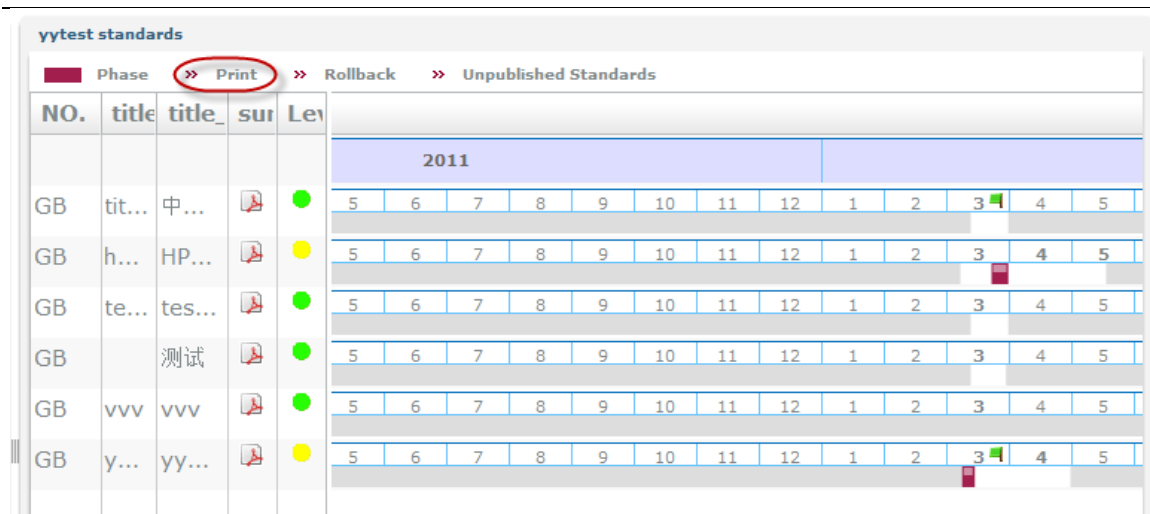 yytest standards
Phase » Print » Rollback » Unpublished Standards
NO. title title_ sur Lev
2011
GB tit... 中... 5 6 7 8 9 10 11 12 1 2 3 4 5
GB h... HP... 5 6 7 8 9 10 11 12 1 2 3 4 5
GB te... tes... 5 6 7 8 9 10 11 12 1 2 3 4 5
GB 测试 5 6 7 8 9 10 11 12 1 2 3 4 5
GB vvv vvv 5 6 7 8 9 10 11 12 1 2 3 4 5
GB y... yy... 5 6 7 8 9 10 11 12 1 2 3 4 5